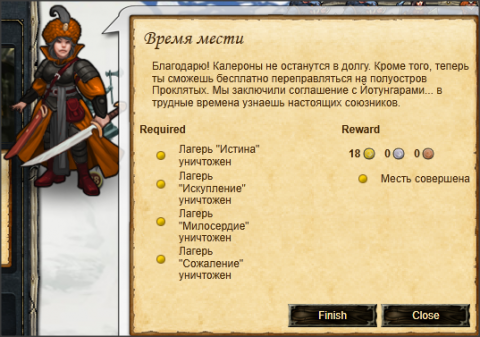 Время мести
Благодарю! Калероны не останутся в долгу. Кроме того, теперь
ты сможешь бесплатно переправляться на полуостров
Проклятых. Мы заключили соглашение с Йотунгарами... в
трудные времена узнаешь настоящих союзников.
Required
Лагерь "Истина"
уничтожен
Лагерь
"Искупление"
уничтожен
Лагерь
"Милосердие"
уничтожен
Лагерь
"Сожаление"
уничтожен
Reward
18 0 0
Месть совершена
Finish Close